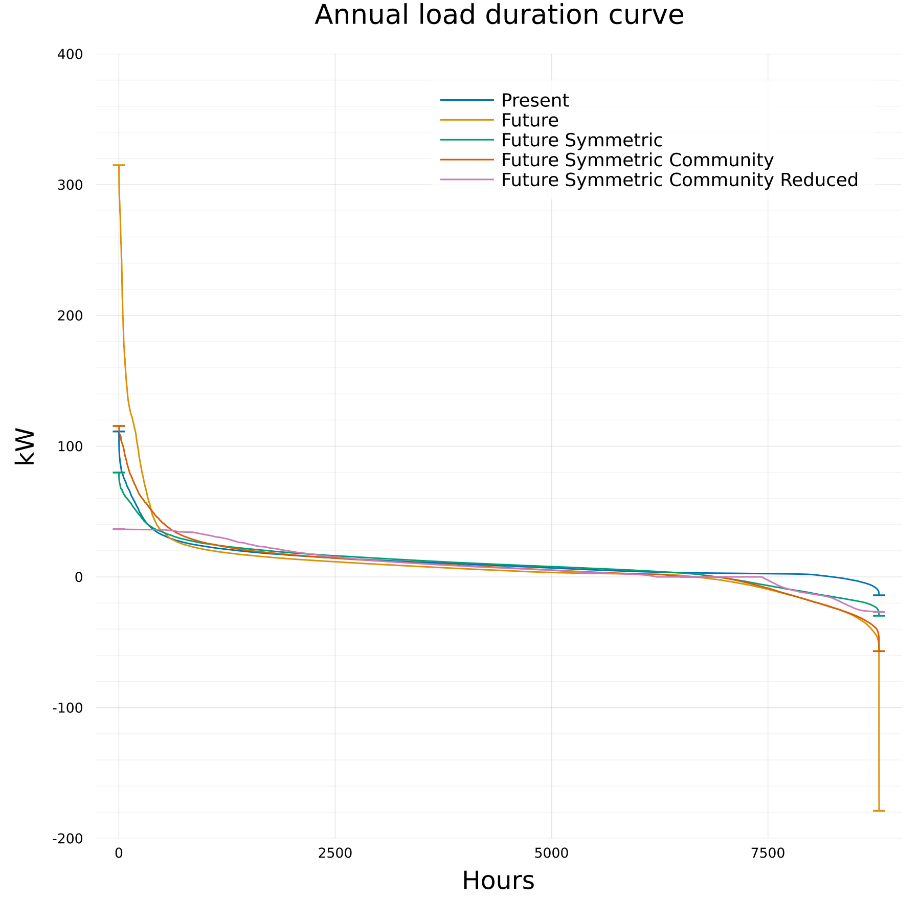 Annual load duration curve
400
300
200
100
0
-100
-200
kW
Present
Future
Future Symmetric
Future Symmetric Community
Future Symmetric Community Reduced
0 2500 5000 7500
Hours